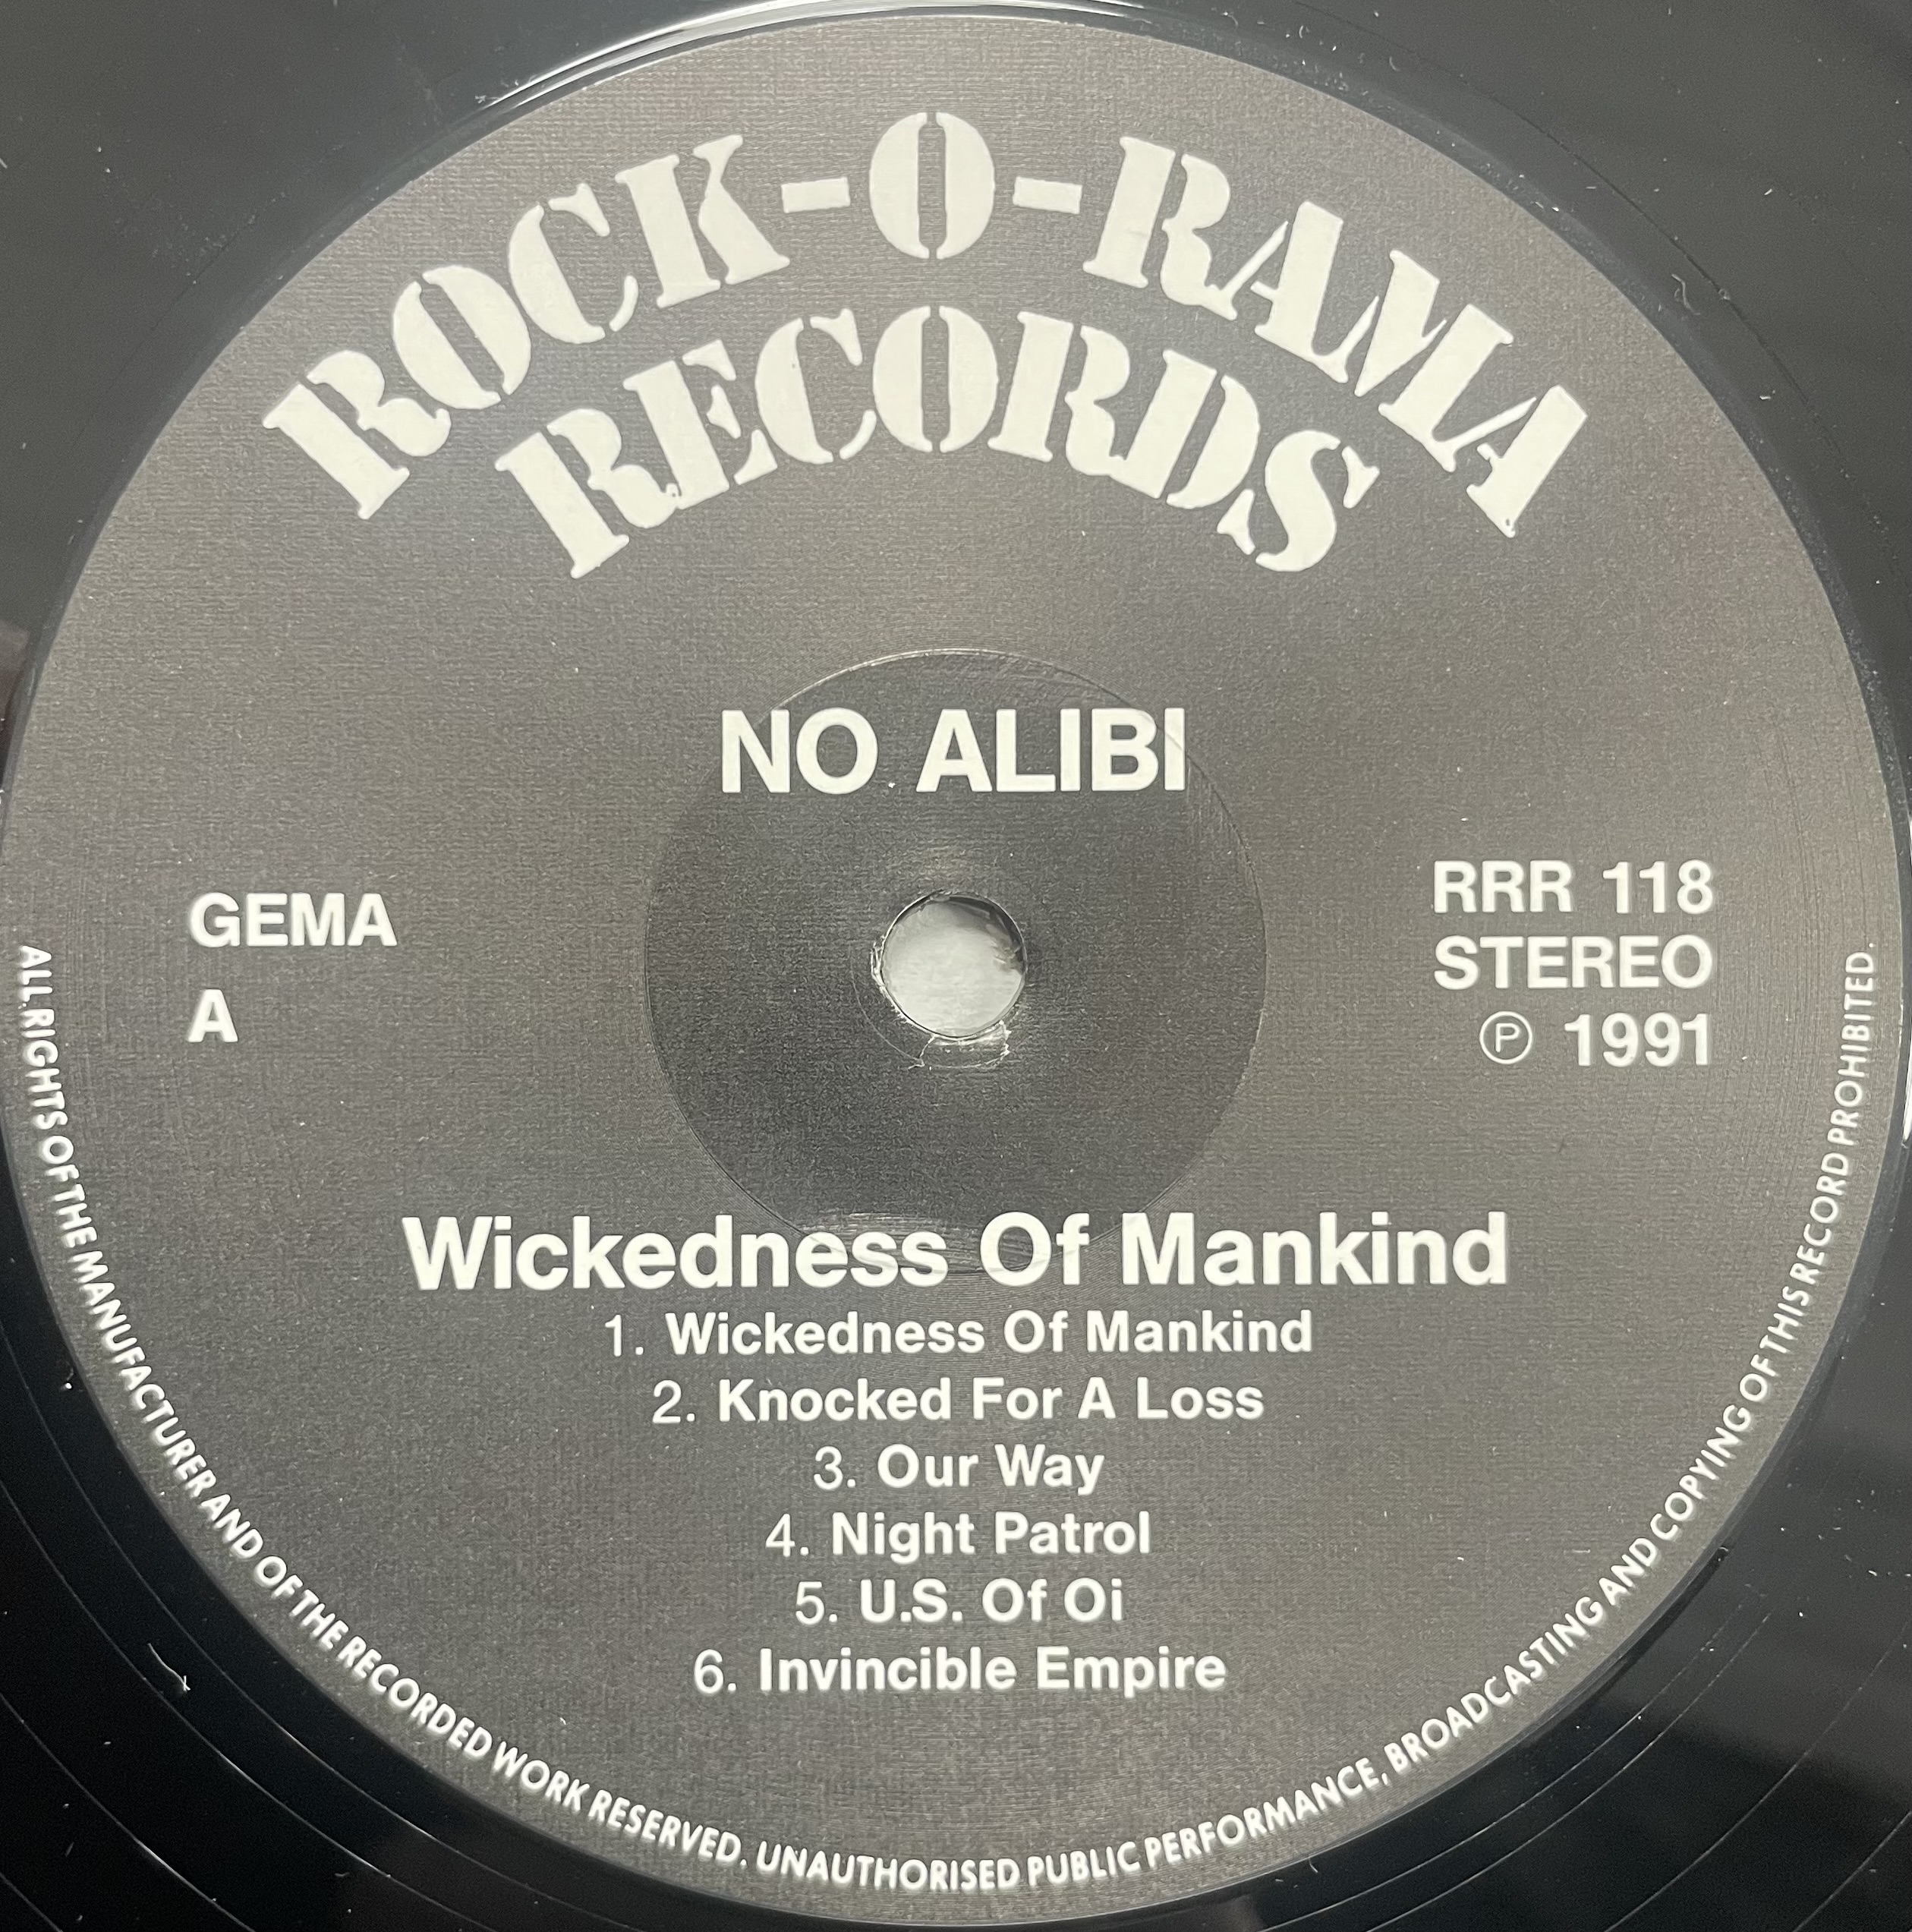 ROCK-O-RAMA
RECORDS
NO ALIBI
GEMA
A
RRR 118
STEREO
℗ 1991
Wickedness Of Mankind
1. Wickedness Of Mankind
2. Knocked For A Loss
3. Our Way
4. Night Patrol
5. U.S. Of Oi
6. Invincible Empire
ALL RIGHTS OF THE MANUFACTURER AND OF THE RECORDED WORK RESERVED. UNAUTHORISED PUBLIC PERFORMANCE, BROADCASTING AND COPYING OF THIS RECORD PROHIBITED.